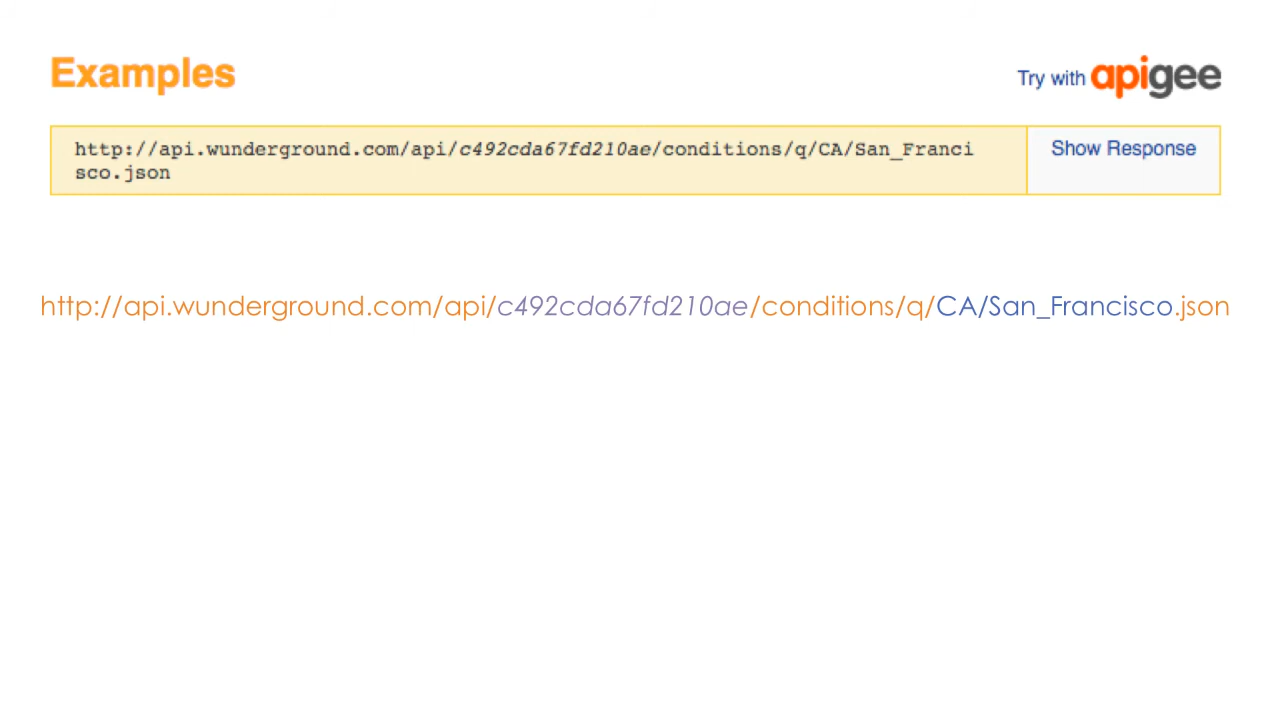 Examples
Try with apigee
http://api.wunderground.com/api/c492cda67fd210ae/conditions/q/CA/San_Franci
sco.json
Show Response
http://api.wunderground.com/api/c492cda67fd210ae/conditions/q/CA/San_Francisco.json